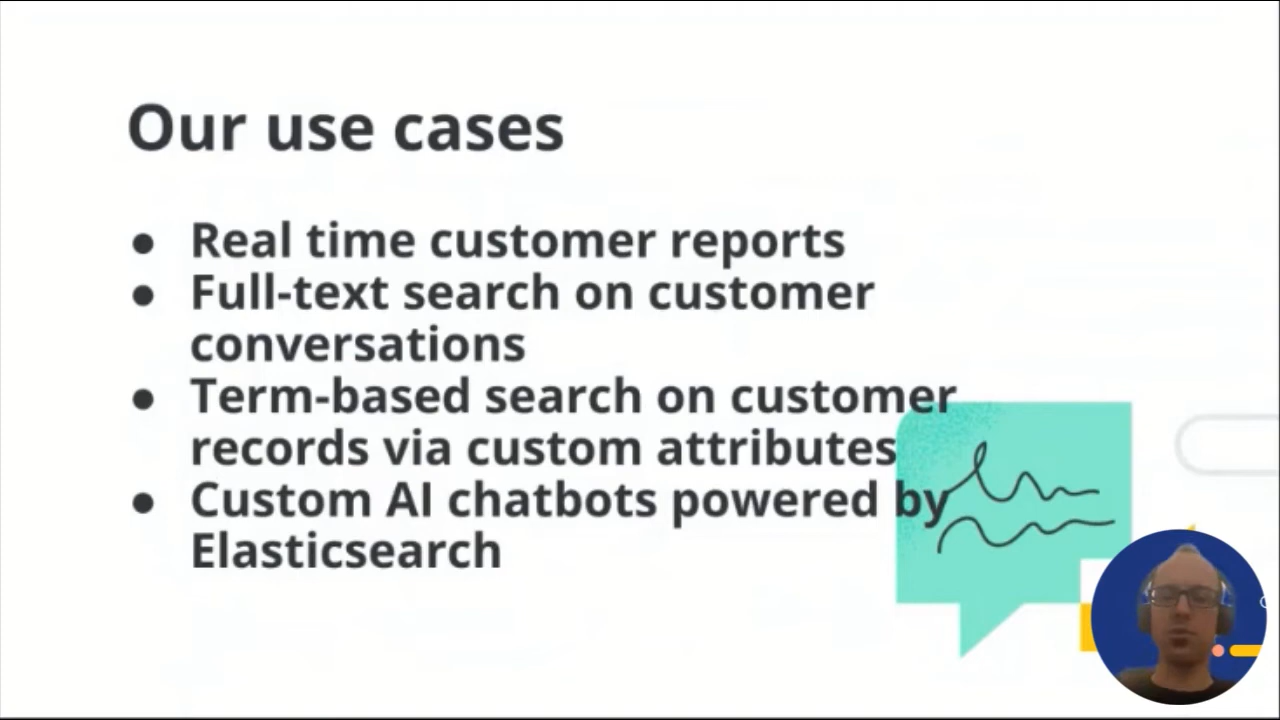 Our use cases
● Real time customer reports
● Full-text search on customer
conversations
● Term-based search on customer
records via custom attributes
● Custom AI chatbots powered by
Elasticsearch